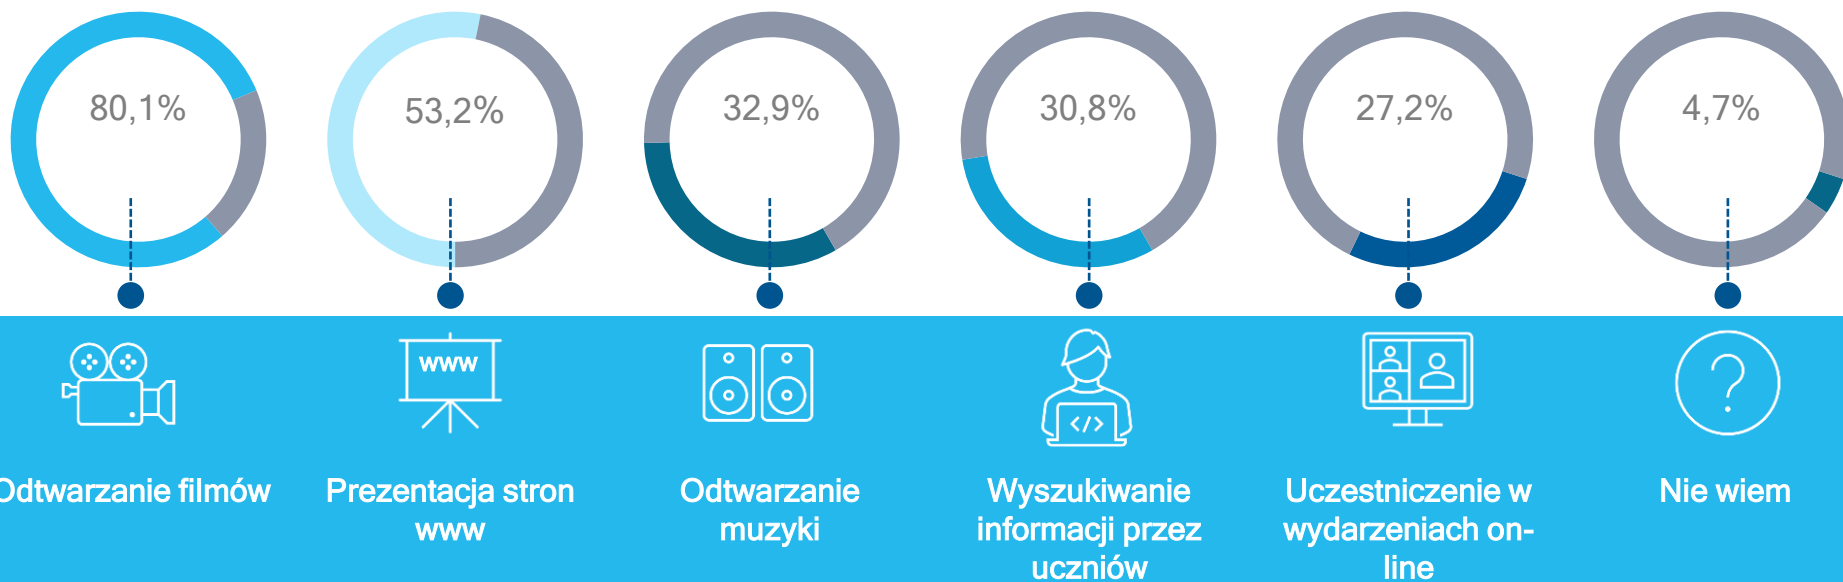 80,1%
53,2%
32,9%
30,8%
27,2%
4,7%
www
</>
Odtwarzanie filmów
Prezentacja stron
www
Odtwarzanie
muzyki
Wyszukiwanie
informacji przez
uczniów
Uczestniczenie w
wydarzeniach on-
line
Nie wiem